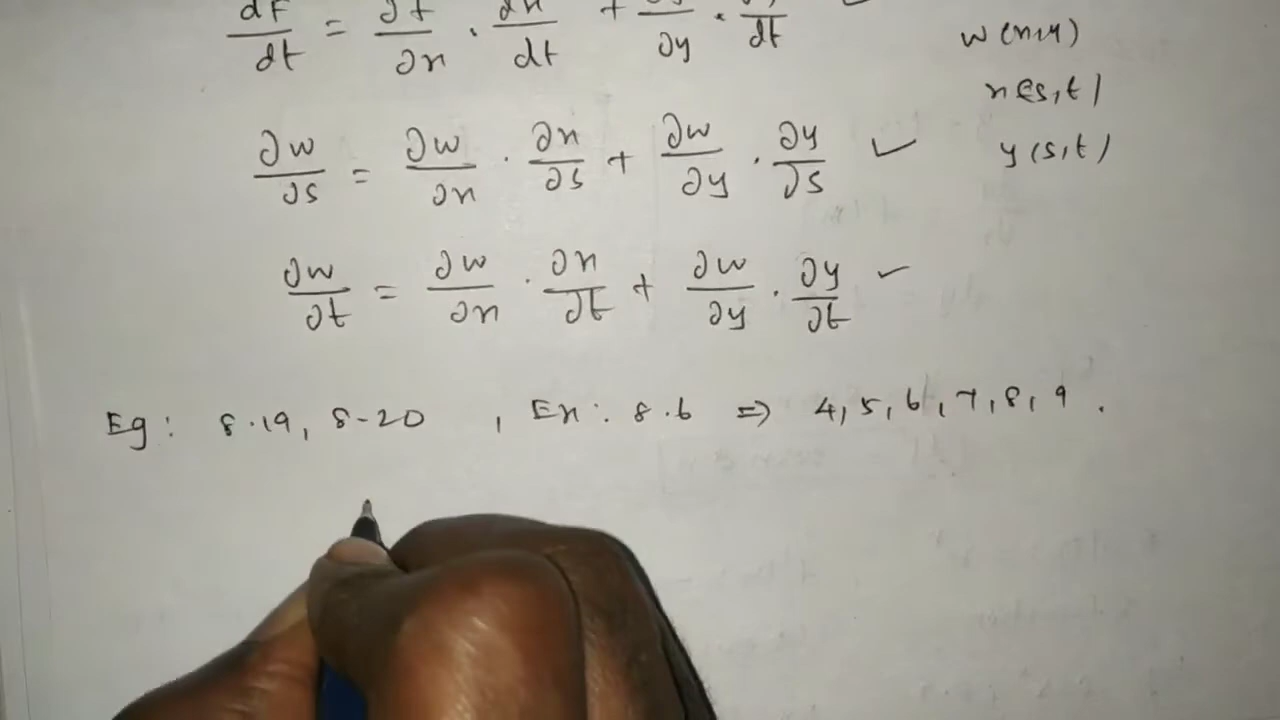 dF/dt = ∂f/∂x · dx/dt + ∂f/∂y · dy/dt
w(x,y)
x(s,t)
∂w/∂s = ∂w/∂x · ∂x/∂s + ∂w/∂y · ∂y/∂s ✓
y(s,t)
∂w/∂t = ∂w/∂x · ∂x/∂t + ∂w/∂y · ∂y/∂t ✓
Eg: 8.19, 8-20 , Ex: 8.6 ⇒ 4, 5, 6, 7, 8, 9.